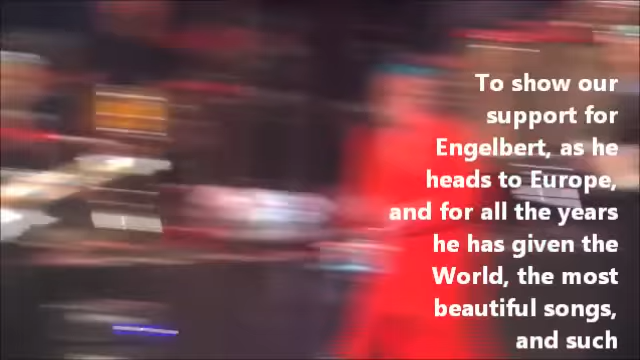 To show our
support for
Engelbert, as he
heads to Europe,
and for all the years
he has given the
World, the most
beautiful songs,
and such